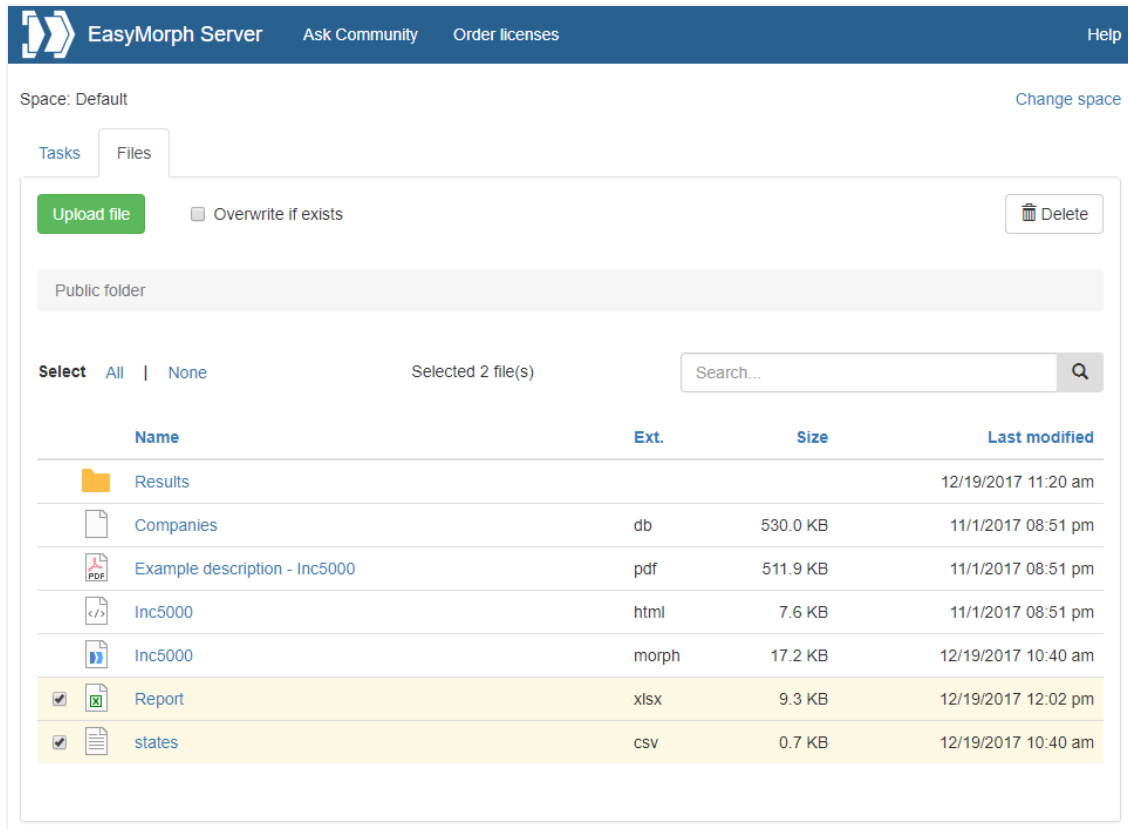 EasyMorph Server Ask Community Order licenses Help
Space: Default Change space
Tasks Files
Upload file Overwrite if exists Delete
Public folder
Select All | None Selected 2 file(s) Search...
Name Ext. Size Last modified
Results 12/19/2017 11:20 am
Companies db 530.0 KB 11/1/2017 08:51 pm
PDF Example description - Inc5000 pdf 511.9 KB 11/1/2017 08:51 pm
</> Inc5000 html 7.6 KB 11/1/2017 08:51 pm
Inc5000 morph 17.2 KB 12/19/2017 10:40 am
Report xlsx 9.3 KB 12/19/2017 12:02 pm
states csv 0.7 KB 12/19/2017 10:40 am